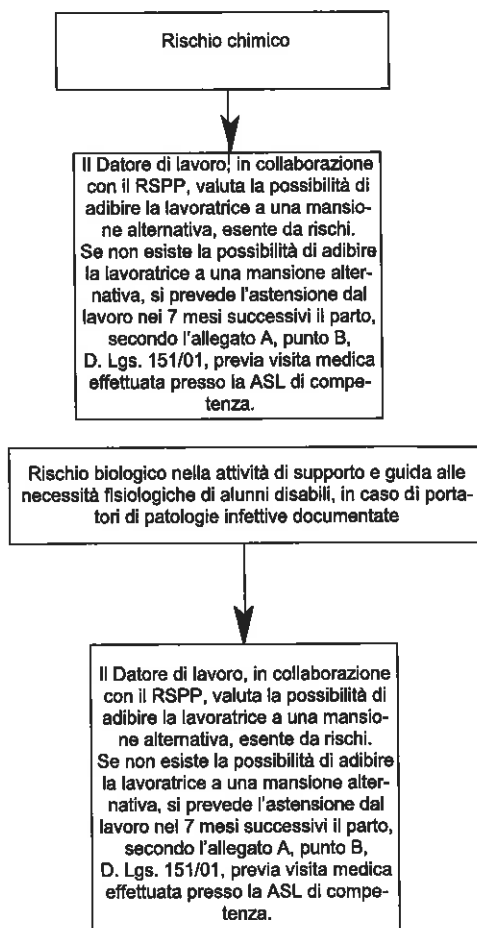 Rischio chimico
Il Datore di lavoro, in collaborazione
con il RSPP, valuta la possibilità di
adibire la lavoratrice a una mansio-
ne alternativa, esente da rischi.
Se non esiste la possibilità di adibire
la lavoratrice a una mansione alter-
nativa, si prevede l'astensione dal
lavoro nei 7 mesi successivi il parto,
secondo l'allegato A, punto B,
D. Lgs. 151/01, previa visita medica
effettuata presso la ASL di compe-
tenza.
Rischio biologico nella attività di supporto e guida alle
necessità fisiologiche di alunni disabili, in caso di porta-
tori di patologie infettive documentate
Il Datore di lavoro, in collaborazione
con il RSPP, valuta la possibilità di
adibire la lavoratrice a una mansio-
ne alternativa, esente da rischi.
Se non esiste la possibilità di adibire
la lavoratrice a una mansione alter-
nativa, si prevede l'astensione dal
lavoro nei 7 mesi successivi il parto,
secondo l'allegato A, punto B,
D. Lgs. 151/01, previa visita medica
effettuata presso la ASL di compe-
tenza.